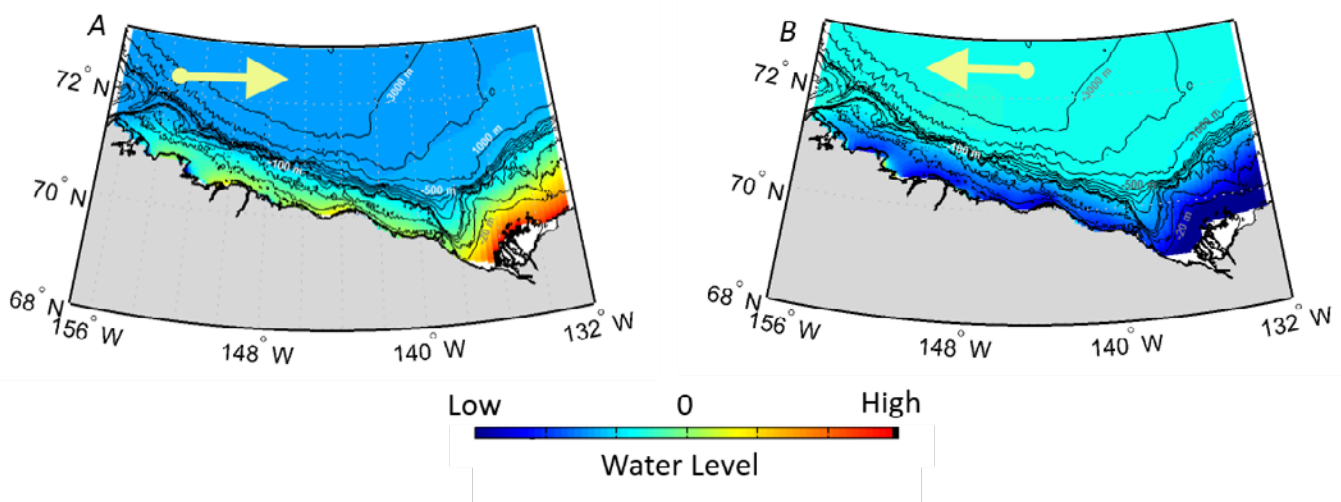 A
72° N
70° N
68° N
156° W
148° W
140° W
132° W
-3000 m
1000 m
-100 m
-500 m
-20 m
B
72° N
70° N
68° N
156° W
148° W
140° W
132° W
-3000 m
-1000 m
-100 m
500 m
-20 m
Low
0
High
Water Level